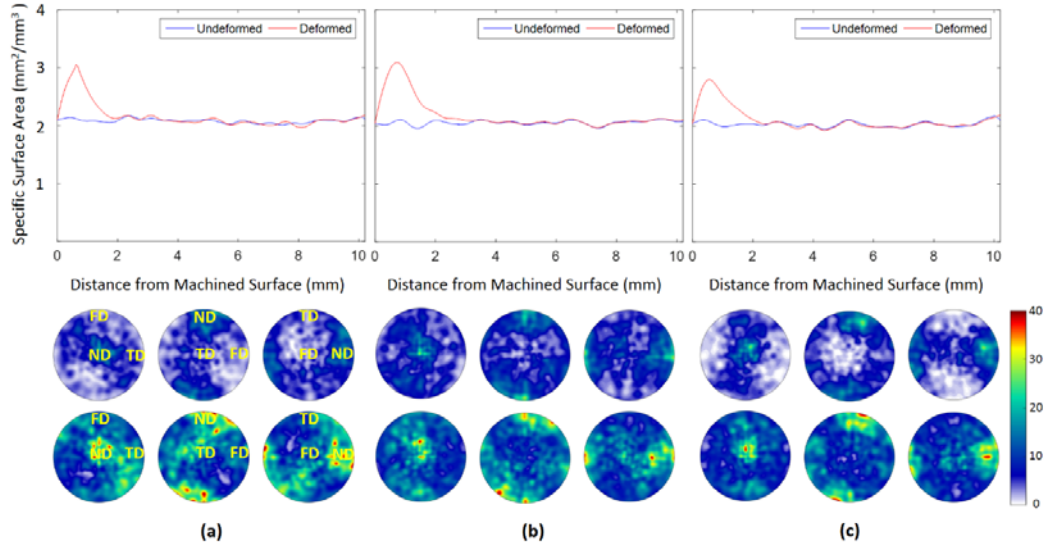 Specific Surface Area (mm²/mm³)
4
3
2
1
Undeformed Deformed
Undeformed Deformed
Undeformed Deformed
0 2 4 6 8 10
0 2 4 6 8 10
0 2 4 6 8 10
Distance from Machined Surface (mm)
Distance from Machined Surface (mm)
Distance from Machined Surface (mm)
FD ND TD
ND TD TD FD FD ND
FD ND TD
ND TD TD FD FD ND
40
30
20
10
0
(a) (b) (c)